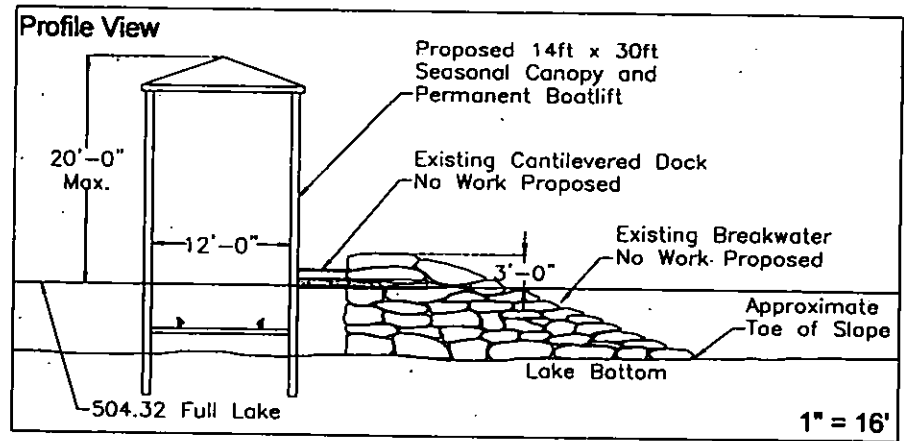 Profile View
Proposed 14ft x 30ft
Seasonal Canopy and
Permanent Boatlift
20'-0"
Max.
Existing Cantilevered Dock
No Work Proposed
12'-0"
3'-0"
Existing Breakwater
No Work Proposed
Approximate
Toe of Slope
Lake Bottom
504.32 Full Lake
1" = 16'